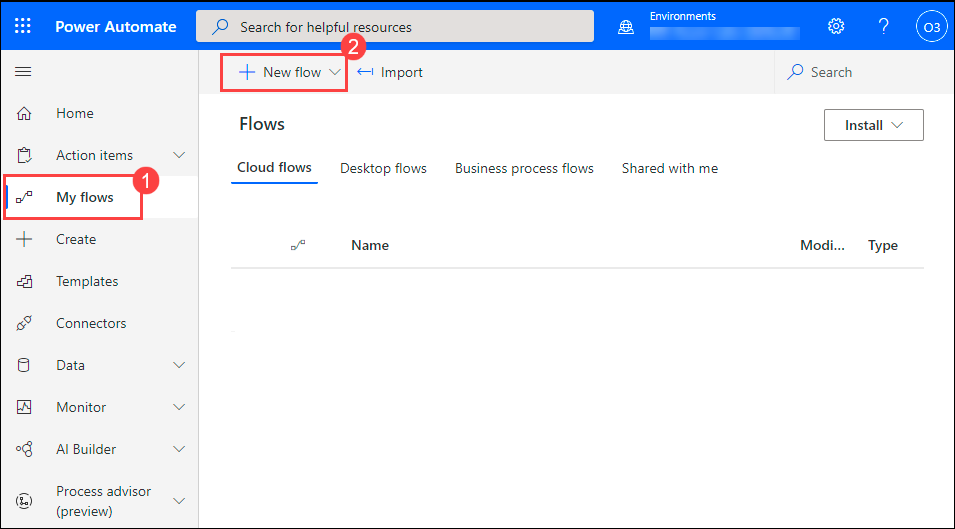 Power Automate
Search for helpful resources
Environments
O3
2
New flow
Import
Search
Home
Action items
1
My flows
Create
Templates
Connectors
Data
Monitor
AI Builder
Process advisor
(preview)
Flows
Install
Cloud flows
Desktop flows
Business process flows
Shared with me
Name
Modi...
Type